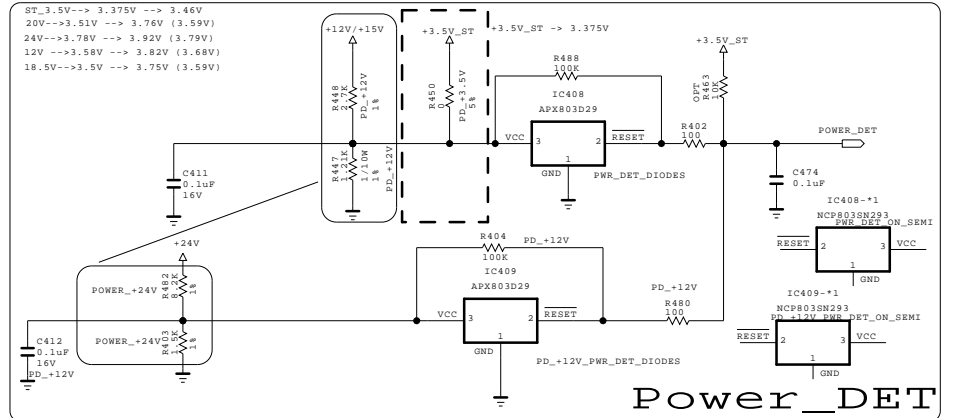 ST_3.5V--> 3.375V --> 3.46V
20V-->3.51V --> 3.76V (3.59V)
24V-->3.78V --> 3.92V (3.79V)
12V -->3.58V --> 3.82V (3.68V)
18.5V-->3.5V --> 3.75V (3.59V)
+12V/+15V
R448
2.7K
PD_+12V
1%
R447
1.21K
1/10W
1%
PD_+12V
+3.5V_ST
R450
0
PD_+3.5V
5%
+3.5V_ST -> 3.375V
R488
100K
IC408
APX803D29
VCC
3
2
RESET
1
GND
PWR_DET_DIODES
R402
100
+3.5V_ST
OPT
R463
10K
POWER_DET
C474
0.1uF
C411
0.1uF
16V
IC408-*1
NCP803SN293
PWR_DET_ON_SEMI
RESET
2
3
VCC
1
GND
+24V
POWER_+24V
R482
8.2K
1%
POWER_+24V
R403
1.5K
1%
C412
0.1uF
16V
PD_+12V
R404
100K
PD_+12V
IC409
APX803D29
VCC
3
2
RESET
1
GND
PD_+12V_PWR_DET_DIODES
PD_+12V
R480
100
IC409-*1
NCP803SN293
PD_+12V_PWR_DET_ON_SEMI
RESET
2
3
VCC
1
GND
Power_DET